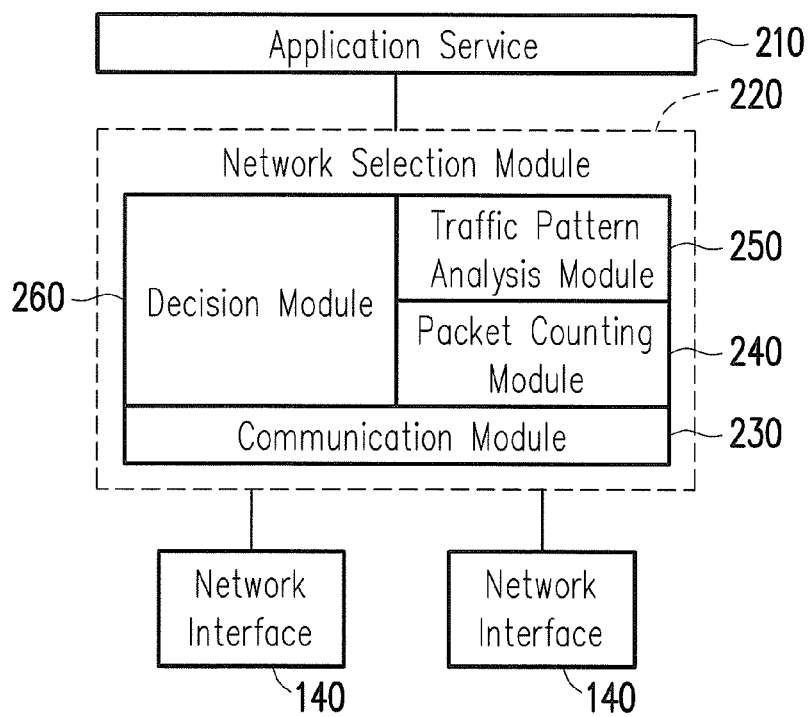 Application Service
210
220
Network Selection Module
Traffic Pattern
Analysis Module
250
260
Decision Module
Packet Counting
Module
240
Communication Module
230
Network
Interface
Network
Interface
140
140